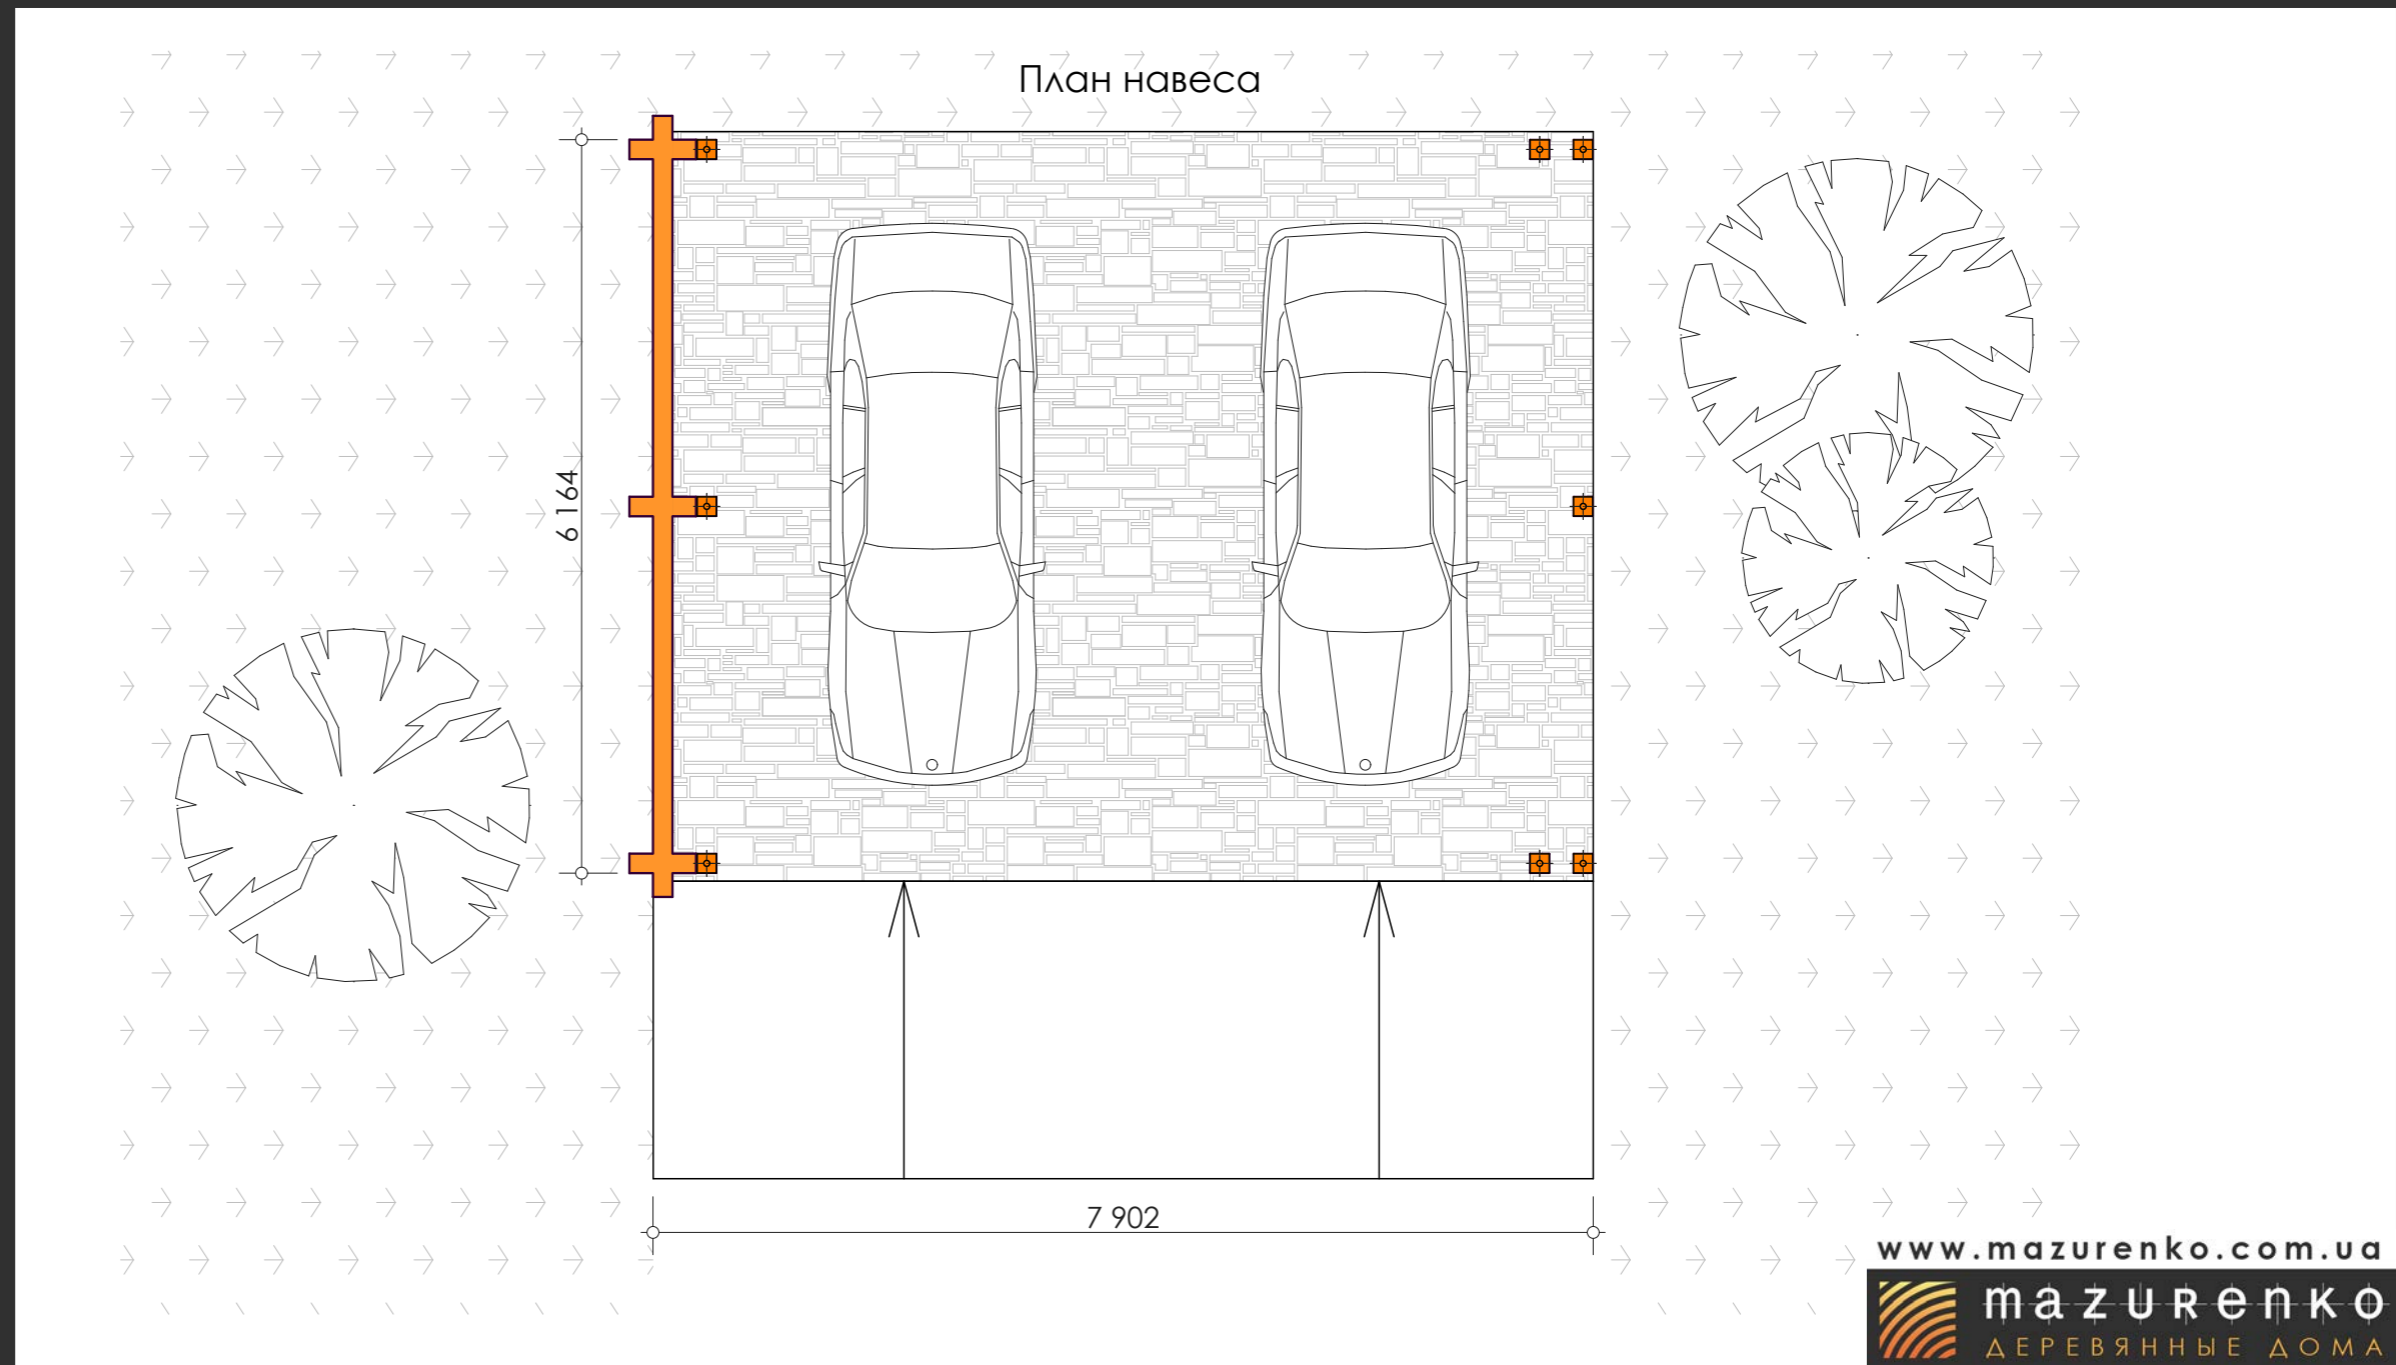 План навеса
6 164
7 902
www.mazurenko.com.ua
mazurenko
ДЕРЕВЯННЫЕ ДОМА